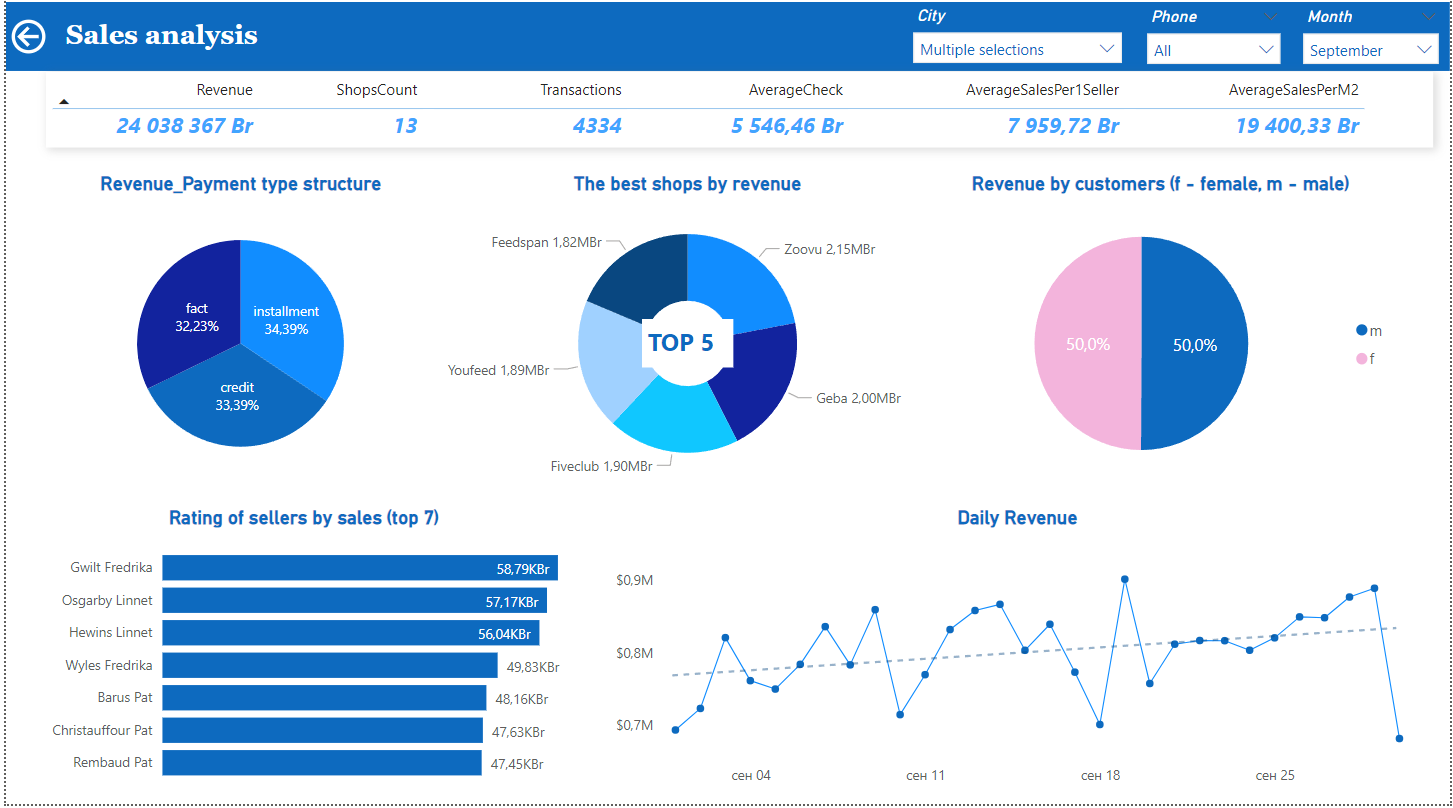 Sales analysis
City
Phone
Month
Multiple selections
All
September
Revenue ShopsCount Transactions AverageCheck AverageSalesPer1Seller AverageSalesPerM2
24 038 367 Br 13 4334 5 546,46 Br 7 959,72 Br 19 400,33 Br
Revenue_Payment type structure
fact
32,23%
installment
34,39%
credit
33,39%
The best shops by revenue
Feedspan 1,82MBr
Zoovu 2,15MBr
TOP 5
Youfeed 1,89MBr
Geba 2,00MBr
Fiveclub 1,90MBr
Revenue by customers (f - female, m - male)
50,0%
50,0%
m
f
Rating of sellers by sales (top 7)
Gwilt Fredrika 58,79KBr
Osgarby Linnet 57,17KBr
Hewins Linnet 56,04KBr
Wyles Fredrika 49,83KBr
Barus Pat 48,16KBr
Christauffour Pat 47,63KBr
Rembaud Pat 47,45KBr
Daily Revenue
$0,9M
$0,8M
$0,7M
сен 04 сен 11 сен 18 сен 25